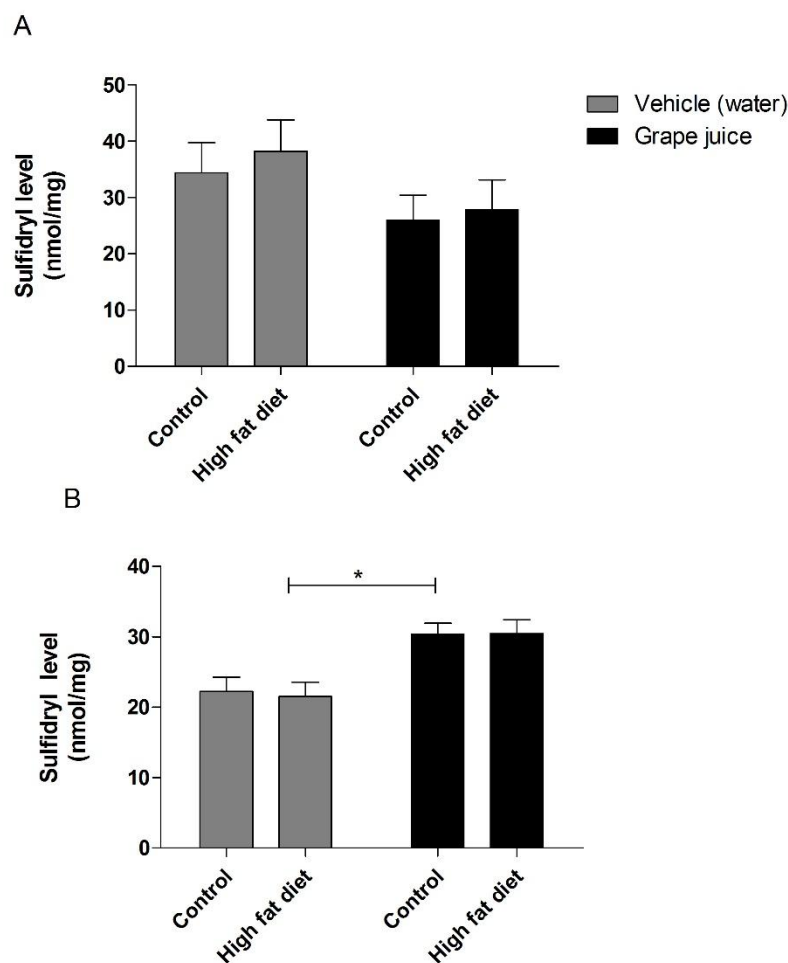 A
50
40
30
20
10
0
Sulfidryl level
(nmol/mg)
Control
High fat diet
Control
High fat diet
Vehicle (water)
Grape juice
B
40
30
20
10
0
Sulfidryl level
(nmol/mg)
*
Control
High fat diet
Control
High fat diet